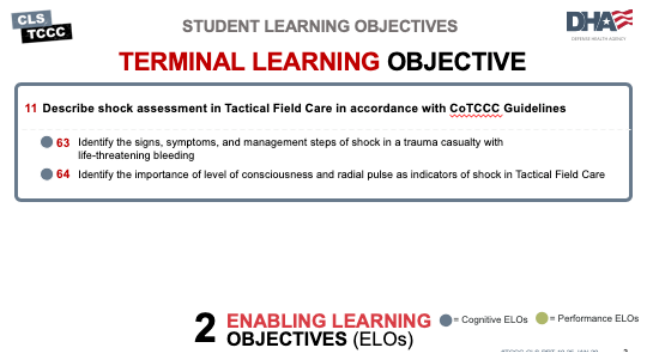 CLS
TCCC
STUDENT LEARNING OBJECTIVES
DHA
DEFENSE HEALTH AGENCY
TERMINAL LEARNING OBJECTIVE
11 Describe shock assessment in Tactical Field Care in accordance with CoTCCC Guidelines
63 Identify the signs, symptoms, and management steps of shock in a trauma casualty with
life-threatening bleeding
64 Identify the importance of level of consciousness and radial pulse as indicators of shock in Tactical Field Care
2 ENABLING LEARNING
OBJECTIVES (ELOs)
= Cognitive ELOs = Performance ELOs